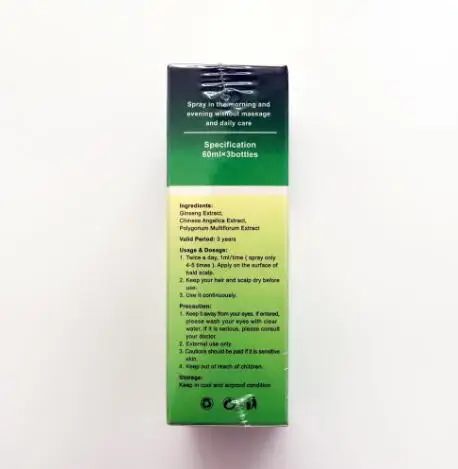 Spray in the morning and
evening without massage
and daily care
Specification
60ml×3bottles
Ingredients:
Ginseng Extract,
Chinese Angelica Extract,
Polygonum Multiflorum Extract
Valid Period: 3 years
Usage & Dosage:
1. Twice a day, 1ml/time ( spray only
4-5 times ). Apply on the surface of
bald scalp.
2. Keep your hair and scalp dry before
use.
3. Use it continuously.
Precaution:
1. Keep it away from your eyes, if entered,
please wash your eyes with clear
water. If it is serious, please consult
your doctor.
2. External use only.
3. Cautions should be paid if it is sensitive
skin.
4. Keep out of reach of children.
Storage:
Keep in cool and airproof condition